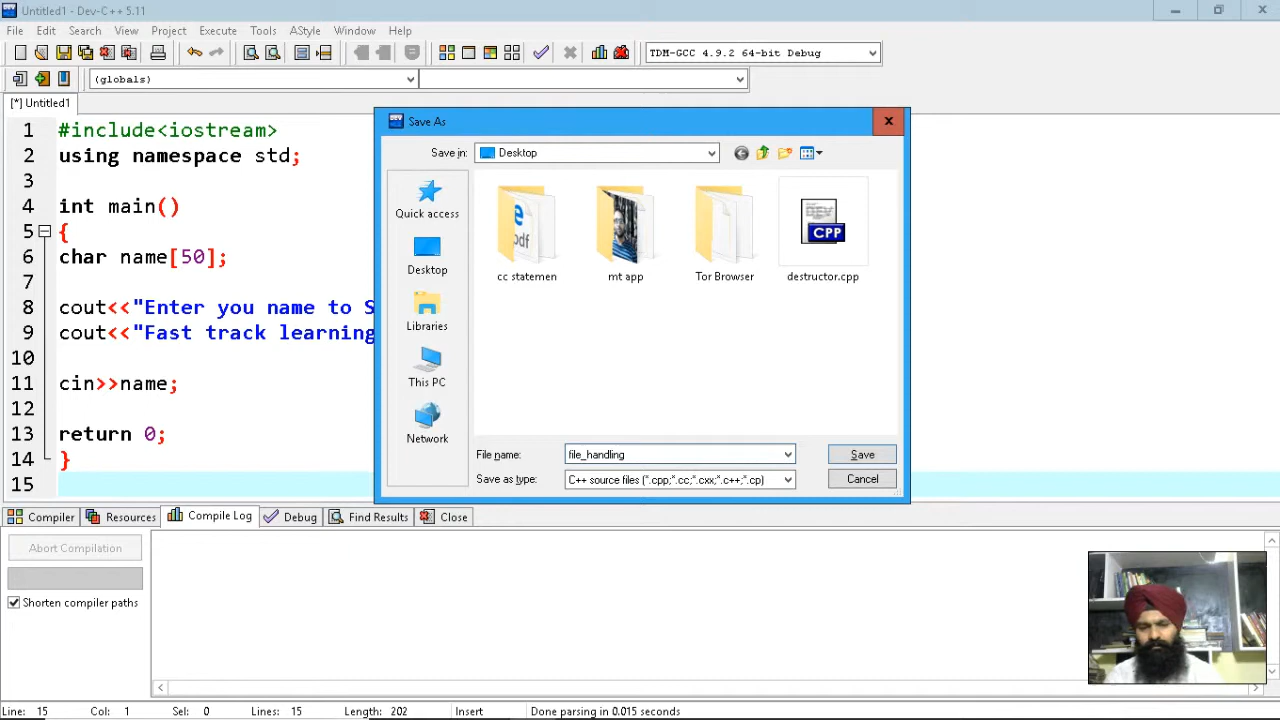 Untitled1 - Dev-C++ 5.11
File Edit Search View Project Execute Tools AStyle Window Help
TDM-GCC 4.9.2 64-bit Debug
(globals)
[*] Untitled1
Save As
Save in: Desktop
Quick access
Desktop
Libraries
This PC
Network
cc statemen
mt app
Tor Browser
destructor.cpp
File name: file_handling Save
Save as type: C++ source files (*.cpp;*.cc;*.cxx;*.c++;*.cp) Cancel
1 #include<iostream>
2 using namespace std;
3
4 int main()
5 {
6 char name[50];
7
8 cout<<"Enter you name to S
9 cout<<"Fast track learning
10
11 cin>>name;
12
13 return 0;
14 }
15
Compiler Resources Compile Log Debug Find Results Close
Abort Compilation
Shorten compiler paths
Line: 15 Col: 1 Sel: 0 Lines: 15 Length: 202 Insert Done parsing in 0.015 seconds